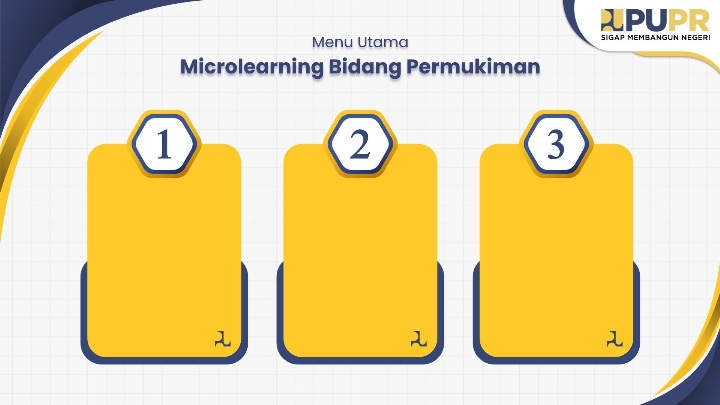 PUPR
SIGAP MEMBANGUN NEGERI
Menu Utama
Microlearning Bidang Permukiman
1
2
3